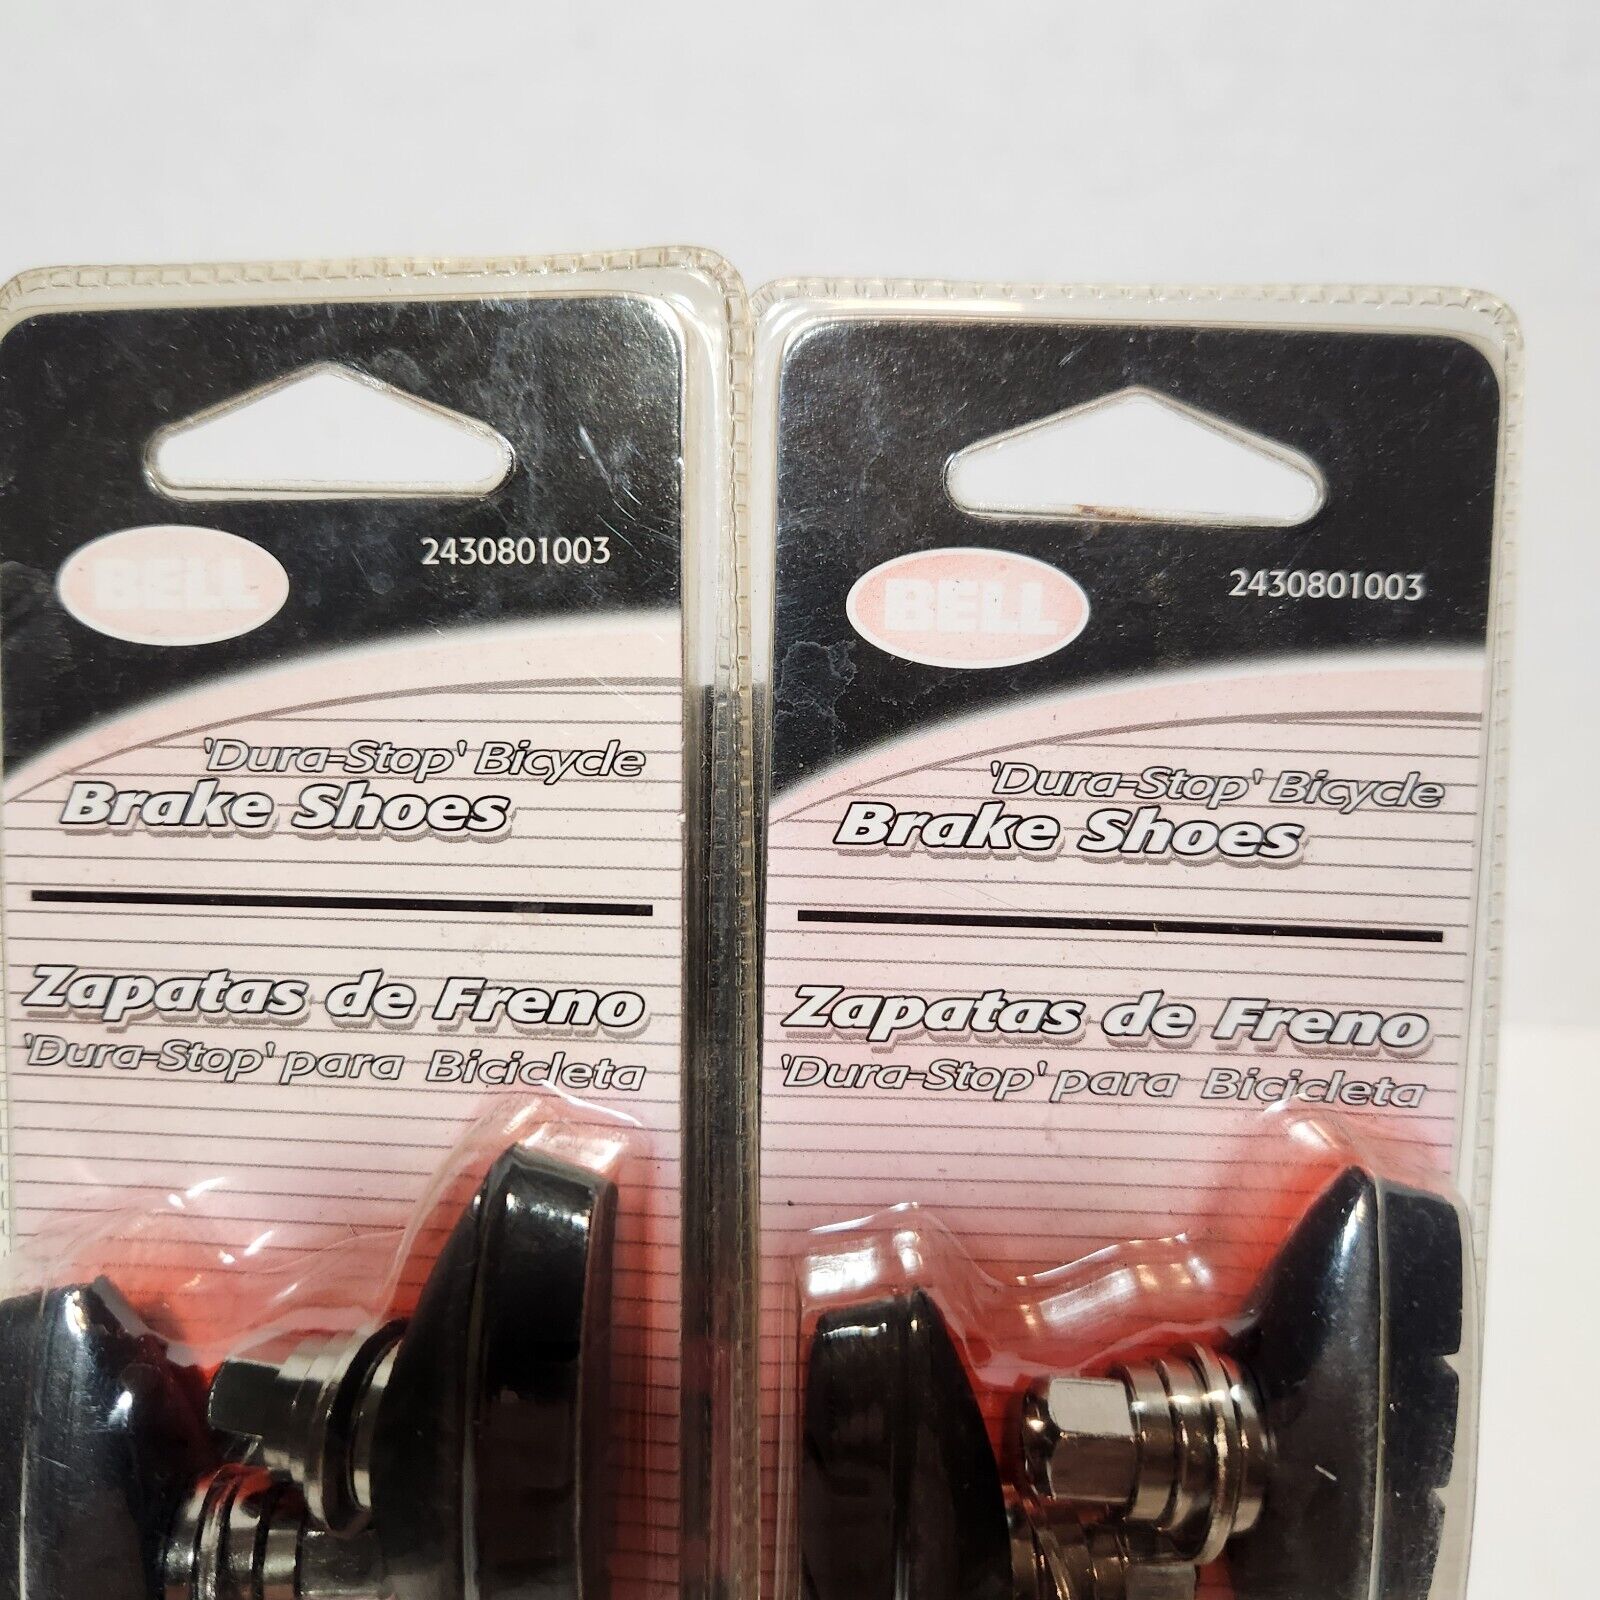 BELL
2430801003
'Dura-Stop' Bicycle
Brake Shoes
Zapatas de Freno
'Dura-Stop' para Bicicleta
BELL
2430801003
'Dura-Stop' Bicycle
Brake Shoes
Zapatas de Freno
'Dura-Stop' para Bicicleta